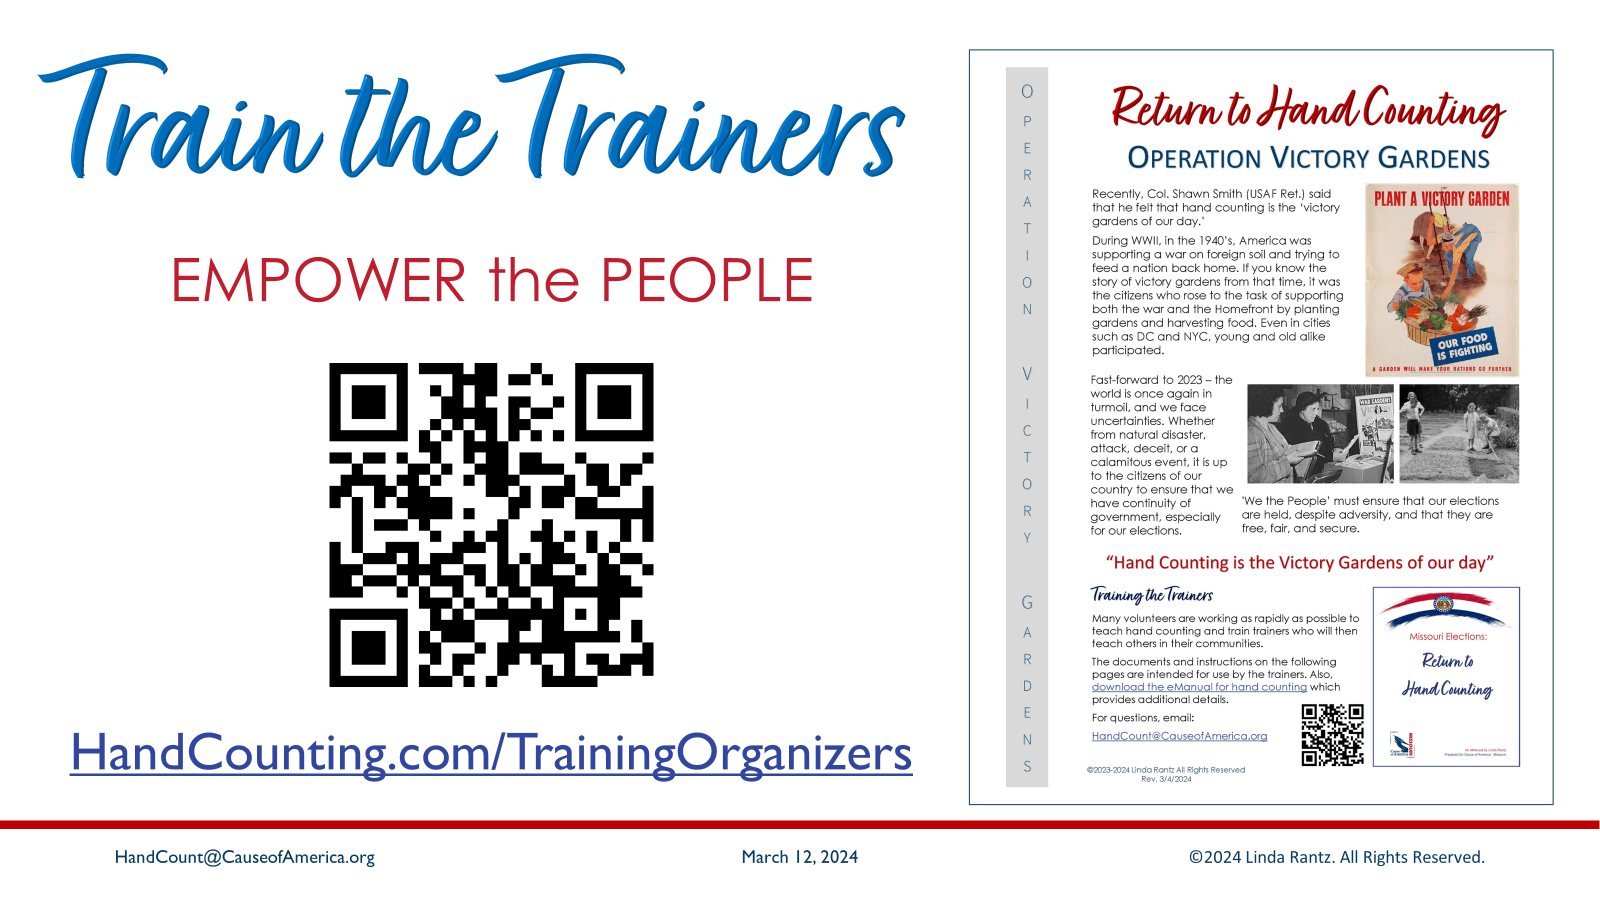 Train the Trainers
EMPOWER the PEOPLE
HandCounting.com/TrainingOrganizers
OPERATION VICTORY GARDENS
Return to Hand Counting
OPERATION VICTORY GARDENS
Recently, Col. Shawn Smith (USAF Ret.) said
that he felt that hand counting is the ‘victory
gardens of our day.’
During WWII, in the 1940’s, America was
supporting a war on foreign soil and trying to
feed a nation back home. If you know the
story of victory gardens from that time, it was
the citizens who rose to the task of supporting
both the war and the Homefront by planting
gardens and harvesting food. Even in cities
such as DC and NYC, young and old alike
participated.
PLANT A VICTORY GARDEN
OUR FOOD
IS FIGHTING
A GARDEN WILL MAKE YOUR RATIONS GO FURTHER
Fast-forward to 2023 – the
world is once again in
turmoil, and we face
uncertainties. Whether
from natural disaster,
attack, deceit, or a
calamitous event, it is up
to the citizens of our
country to ensure that we
have continuity of
government, especially
for our elections.
WAR GARDENS
'We the People’ must ensure that our elections
are held, despite adversity, and that they are
free, fair, and secure.
“Hand Counting is the Victory Gardens of our day”
Training the Trainers
Many volunteers are working as rapidly as possible to
teach hand counting and train trainers who will then
teach others in their communities.
The documents and instructions on the following
pages are intended for use by the trainers. Also,
download the eManual for hand counting which
provides additional details.
For questions, email:
HandCount@CauseofAmerica.org
©2023-2024 Linda Rantz All Rights Reserved
Rev. 3/4/2024
Missouri Elections:
Return to
Hand Counting
MISSOURI
HandCount@CauseofAmerica.org
March 12, 2024
©2024 Linda Rantz. All Rights Reserved.